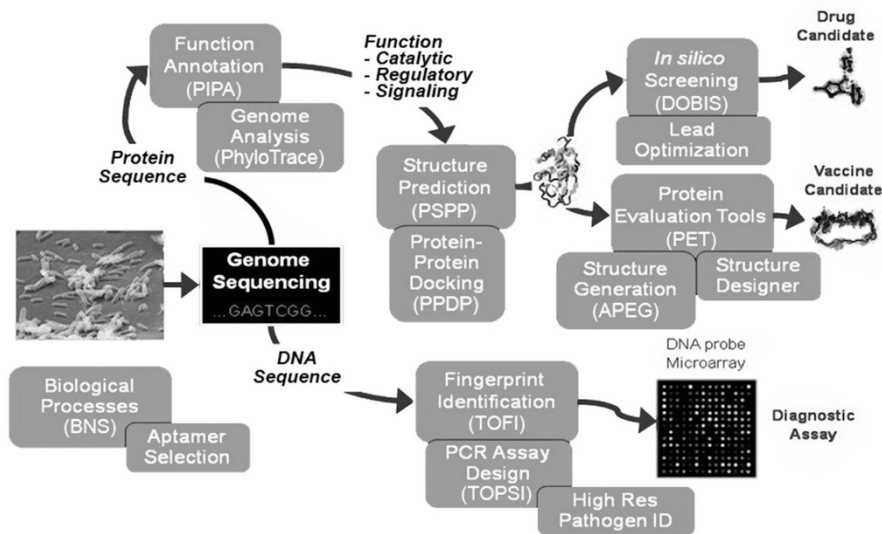 Function
Annotation
(PIPA)
Genome
Analysis
(PhyloTrace)
Protein
Sequence
Function
- Catalytic
- Regulatory
- Signaling
Structure
Prediction
(PSPP)
Protein-
Protein
Docking
(PPDP)
In silico
Screening
(DOBIS)
Lead
Optimization
Drug
Candidate
Protein
Evaluation Tools
(PET)
Structure
Generation
(APEG)
Structure
Designer
Vaccine
Candidate
Genome
Sequencing
...GAGTCGG...
DNA
Sequence
Biological
Processes
(BNS)
Aptamer
Selection
Fingerprint
Identification
(TOFI)
PCR Assay
Design
(TOPSI)
High Res
Pathogen ID
DNA probe
Microarray
Diagnostic
Assay